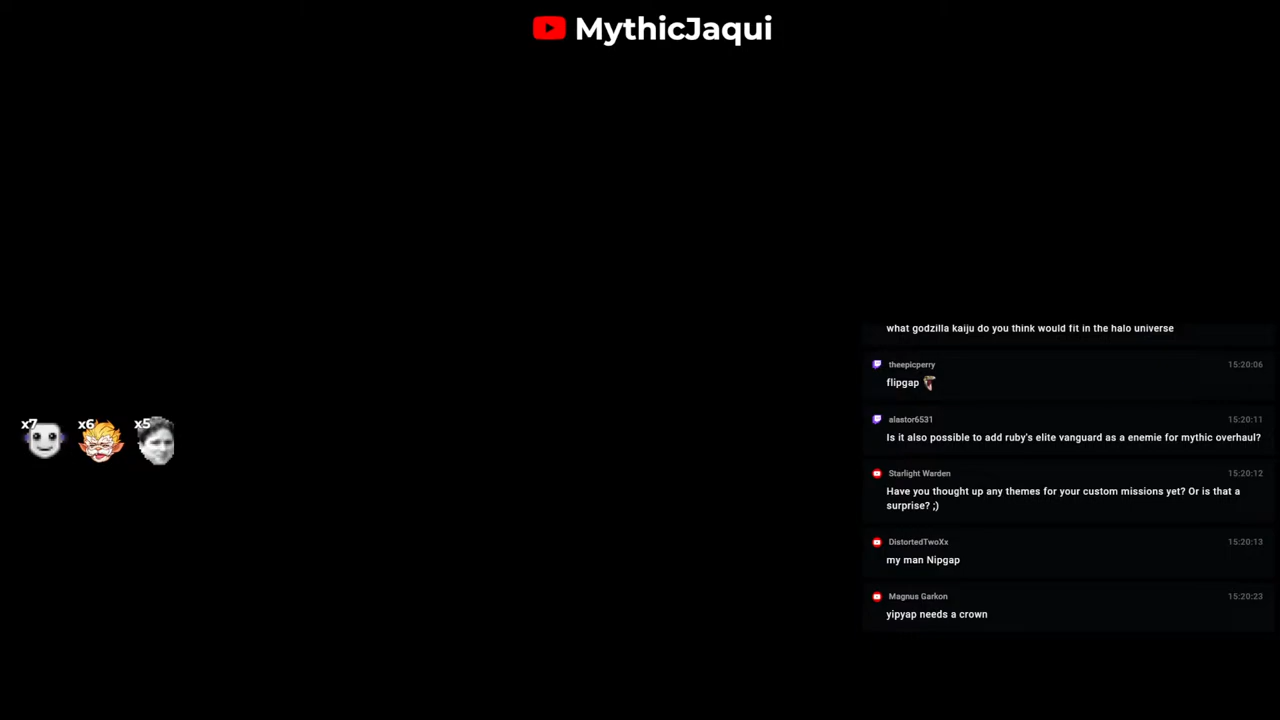 MythicJaqui
what godzilla kaiju do you think would fit in the halo universe
theepicperry 15:20:06
flipgap
alastor6531 15:20:11
Is it also possible to add ruby's elite vanguard as a enemie for mythic overhaul?
Starlight Warden 15:20:12
Have you thought up any themes for your custom missions yet? Or is that a
surprise? ;)
DistortedTwoXx 15:20:13
my man Nipgap
Magnus Garkon 15:20:23
yipyap needs a crown
x7 x6 x5